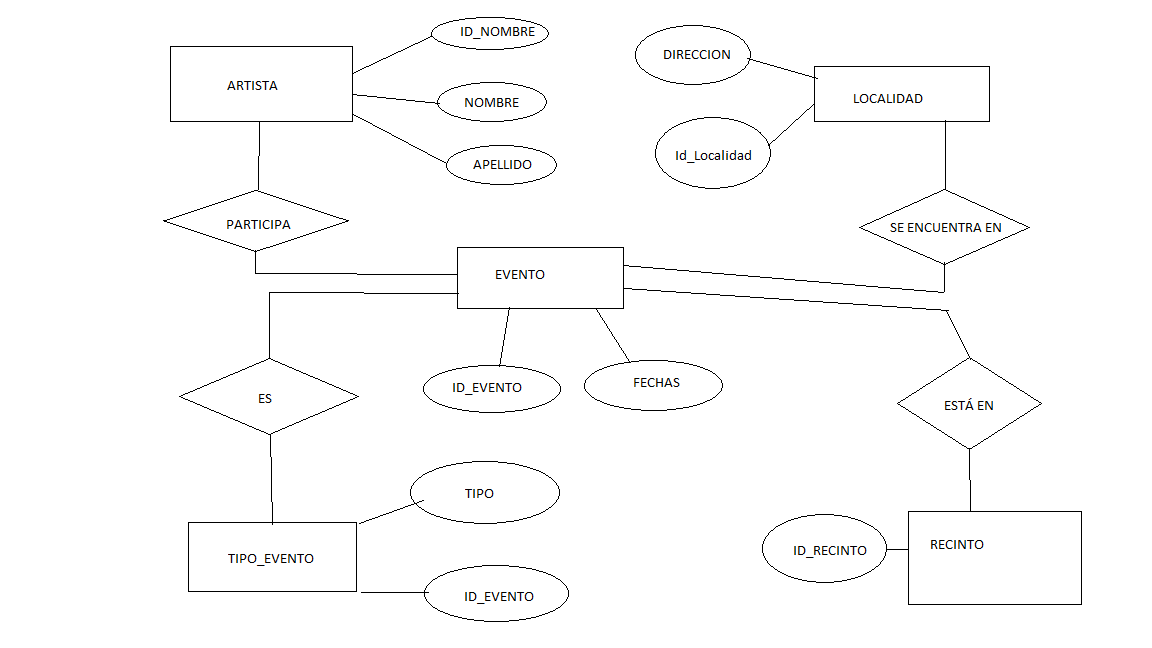 ID_NOMBRE
DIRECCION
ARTISTA
LOCALIDAD
NOMBRE
Id_Localidad
APELLIDO
PARTICIPA
SE ENCUENTRA EN
EVENTO
ID_EVENTO
FECHAS
ES
ESTÁ EN
TIPO
TIPO_EVENTO
ID_RECINTO
RECINTO
ID_EVENTO